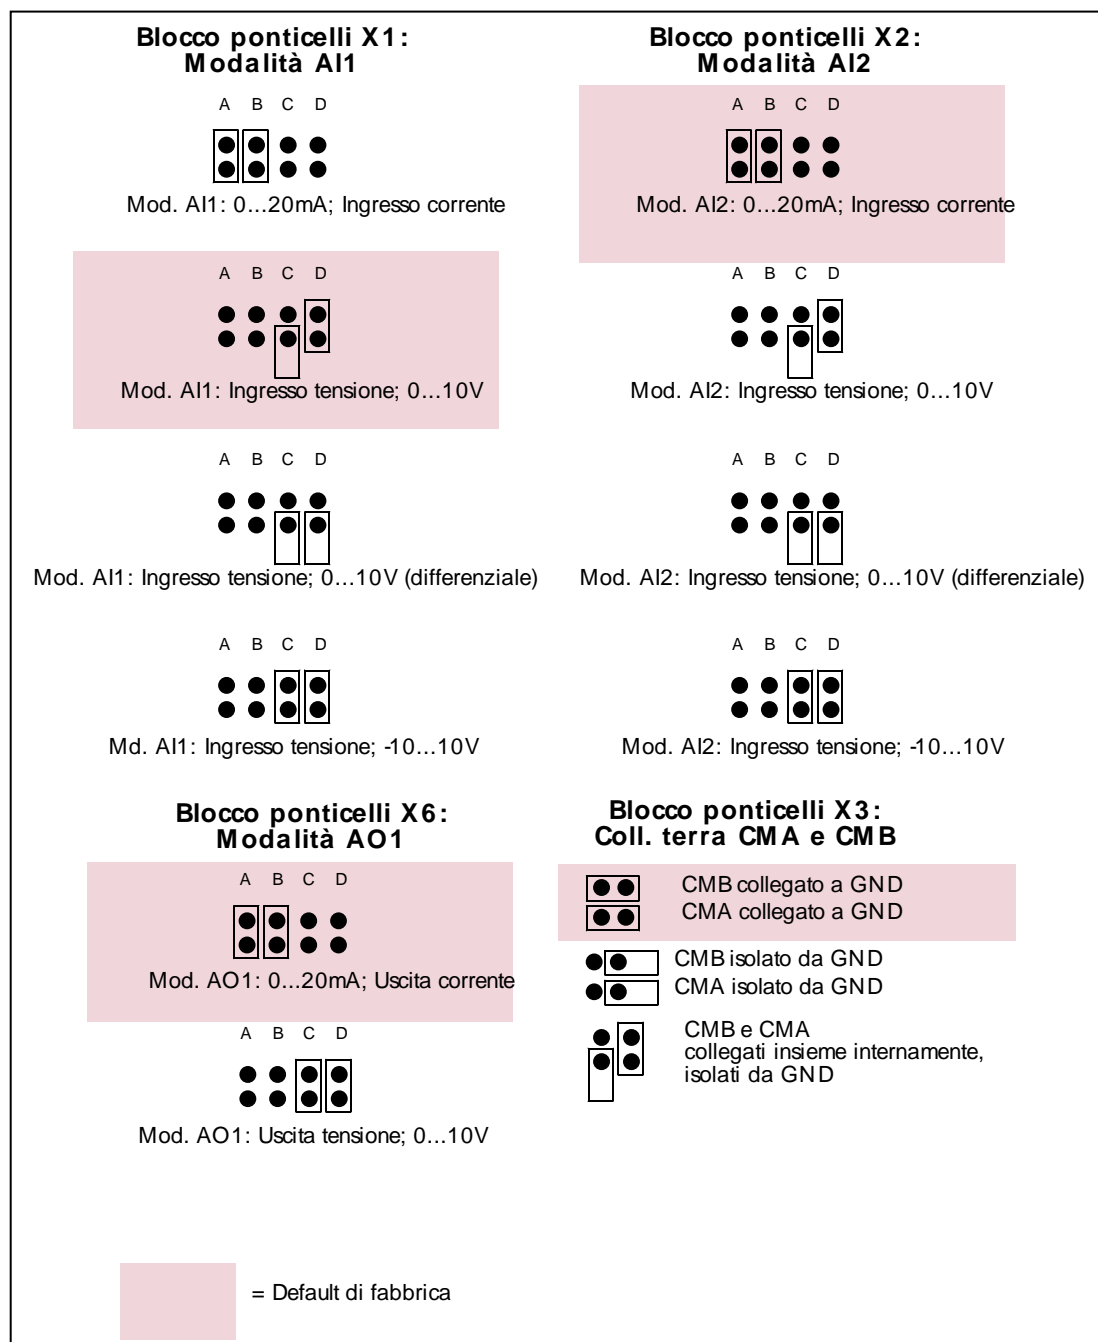 Blocco ponticelli X1:
Modalità AI1
A B C D
Mod. AI1: 0...20mA; Ingresso corrente
A B C D
Mod. AI1: Ingresso tensione; 0...10V
A B C D
Mod. AI1: Ingresso tensione; 0...10V (differenziale)
A B C D
Md. AI1: Ingresso tensione; -10...10V
Blocco ponticelli X2:
Modalità AI2
A B C D
Mod. AI2: 0...20mA; Ingresso corrente
A B C D
Mod. AI2: Ingresso tensione; 0...10V
A B C D
Mod. AI2: Ingresso tensione; 0...10V (differenziale)
A B C D
Mod. AI2: Ingresso tensione; -10...10V
Blocco ponticelli X6:
Modalità AO1
A B C D
Mod. AO1: 0...20mA; Uscita corrente
A B C D
Mod. AO1: Uscita tensione; 0...10V
Blocco ponticelli X3:
Coll. terra CMA e CMB
CMB collegato a GND
CMA collegato a GND
CMB isolato da GND
CMA isolato da GND
CMB e CMA
collegati insieme internamente,
isolati da GND
= Default di fabbrica